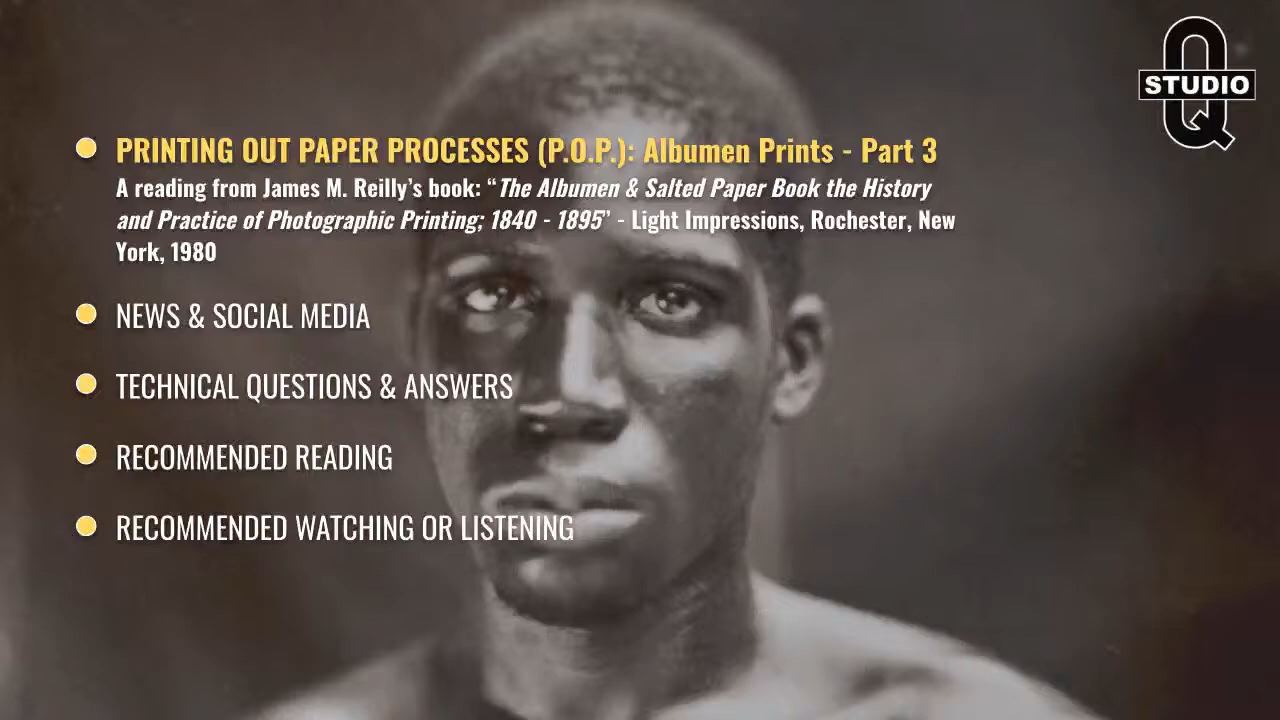 STUDIO
Q
PRINTING OUT PAPER PROCESSES (P.O.P.): Albumen Prints - Part 3
A reading from James M. Reilly’s book: “The Albumen & Salted Paper Book the History
and Practice of Photographic Printing; 1840 - 1895” - Light Impressions, Rochester, New
York, 1980
NEWS & SOCIAL MEDIA
TECHNICAL QUESTIONS & ANSWERS
RECOMMENDED READING
RECOMMENDED WATCHING OR LISTENING